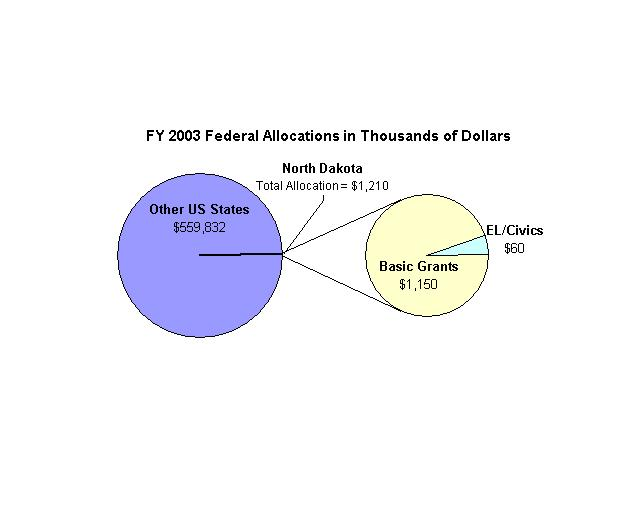 FY 2003 Federal Allocations in Thousands of Dollars
North Dakota
Total Allocation = $1,210
Other US States
$559,832
EL/Civics
$60
Basic Grants
$1,150